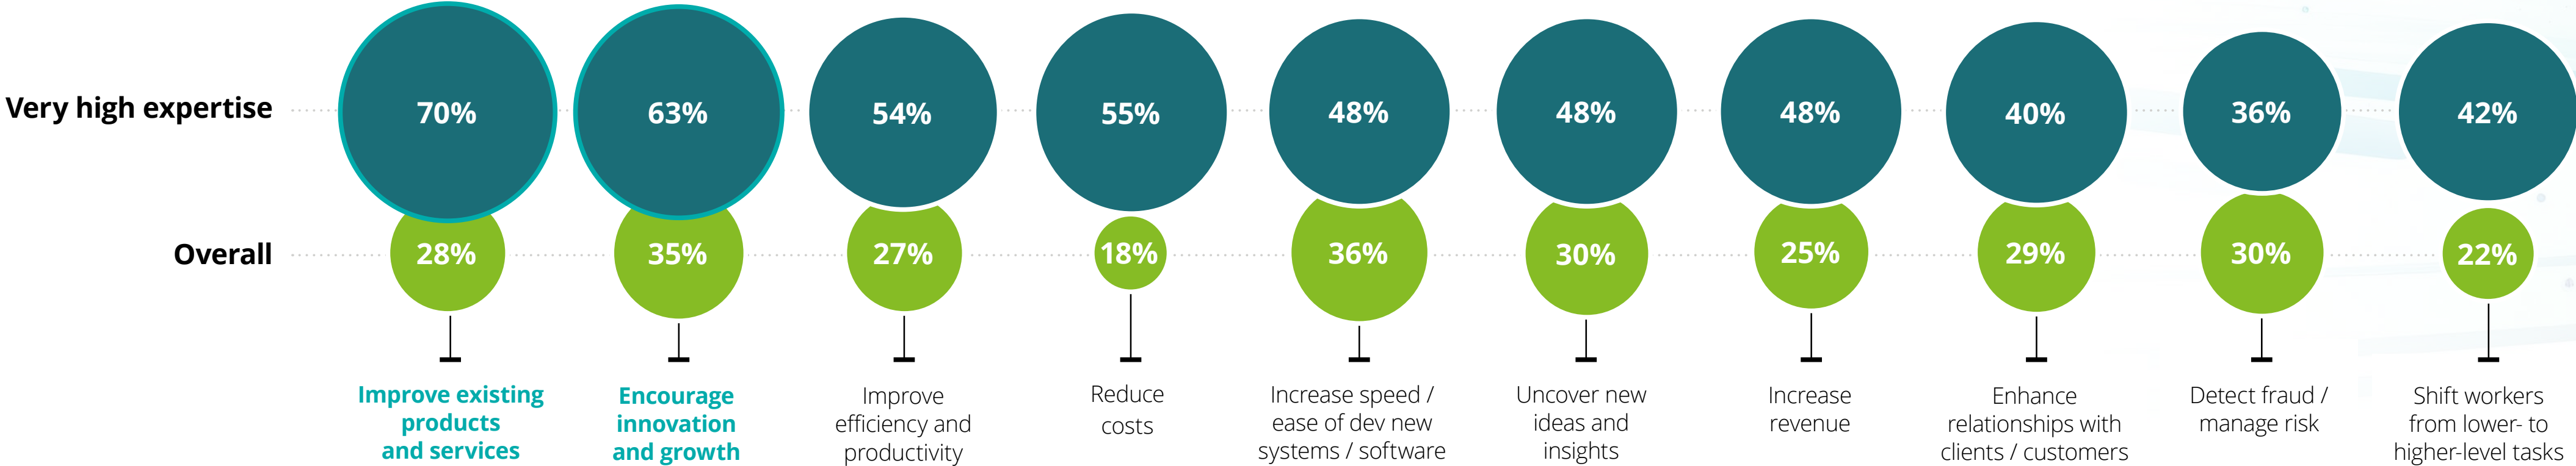 Very high expertise
70%
63%
54%
55%
48%
48%
48%
40%
36%
42%
Overall
28%
35%
27%
18%
36%
30%
25%
29%
30%
22%
Improve existing
products
and services
Encourage
innovation
and growth
Improve
efficiency and
productivity
Reduce
costs
Increase speed /
ease of dev new
systems / software
Uncover new
ideas and
insights
Increase
revenue
Enhance
relationships with
clients / customers
Detect fraud /
manage risk
Shift workers
from lower- to
higher-level tasks